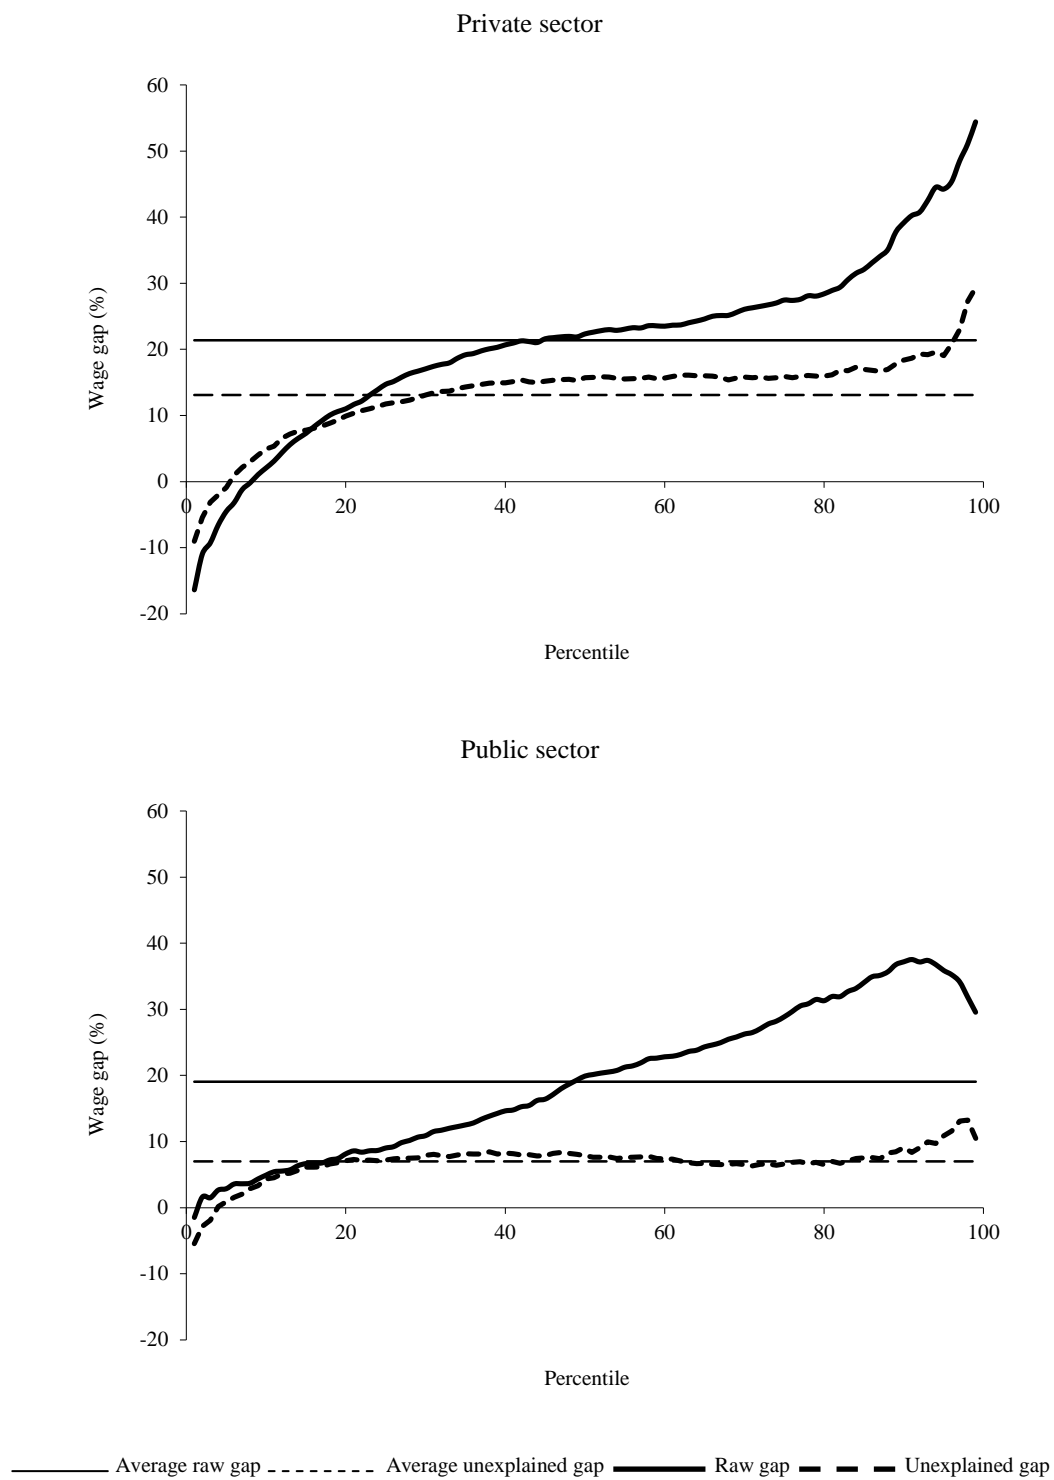 Private sector
60
50
40
30
20
10
0
-10
-20
Wage gap (%)
0 20 40 60 80 100
Percentile
Public sector
60
50
40
30
20
10
0
-10
-20
Wage gap (%)
0 20 40 60 80 100
Percentile
Average raw gap Average unexplained gap Raw gap Unexplained gap